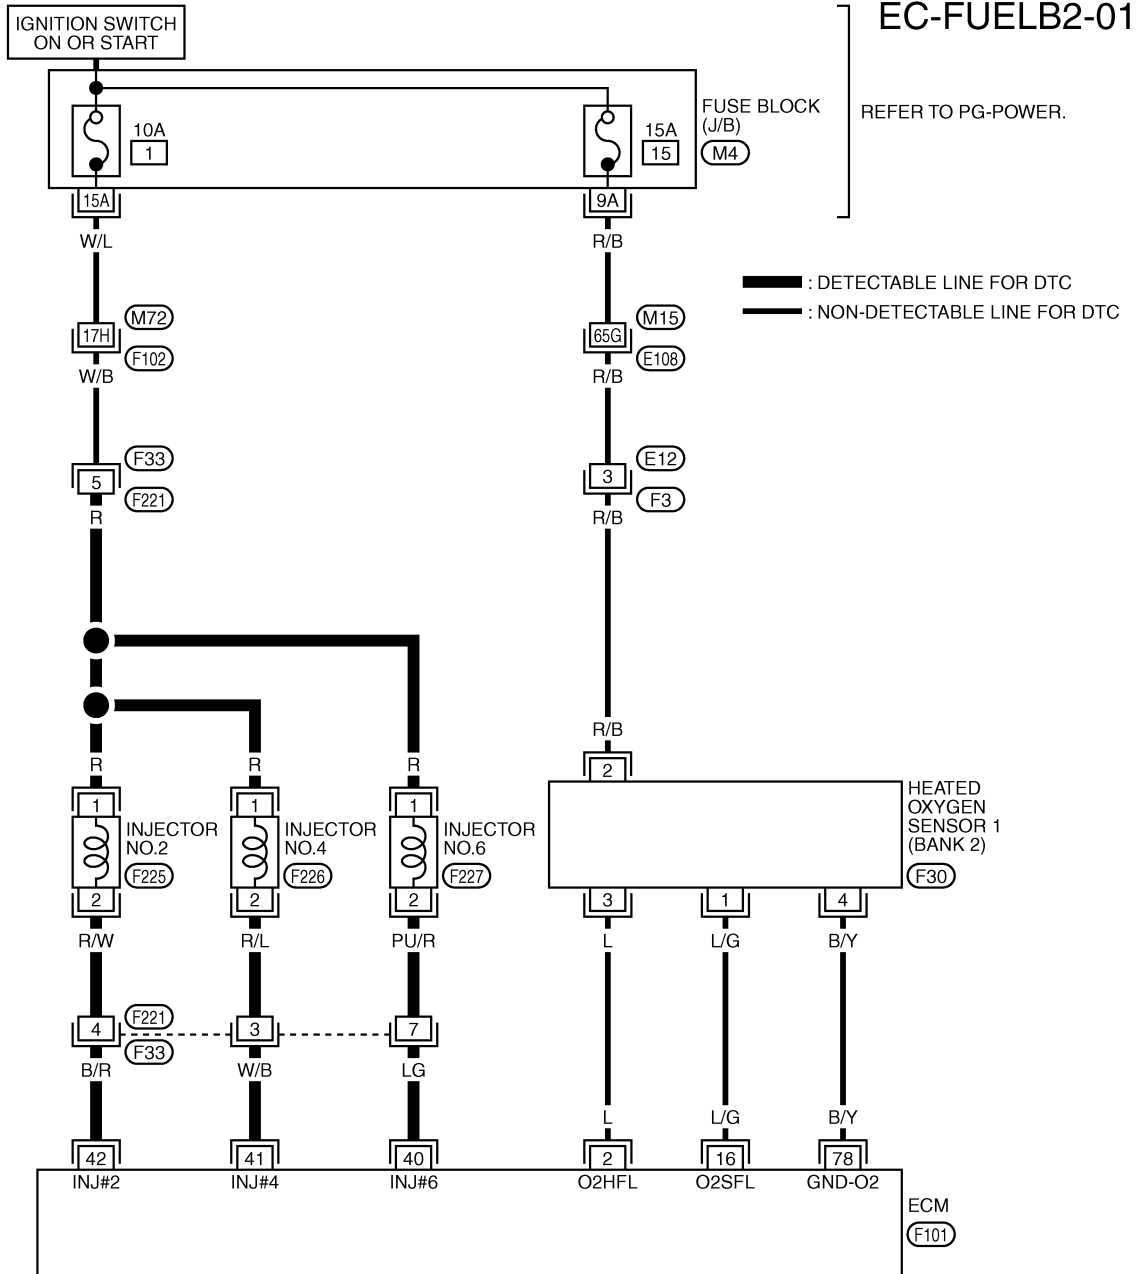 EC-FUELB2-01
IGNITION SWITCH
ON OR START
10A
1
15A
15
FUSE BLOCK
(J/B)
M4
REFER TO PG-POWER.
15A
9A
W/L
R/B
: DETECTABLE LINE FOR DTC
: NON-DETECTABLE LINE FOR DTC
M72
17H
F102
M15
65G
E108
W/B
R/B
F33
5
F221
E12
3
F3
R
R/B
R/B
R
R
R
2
1
1
1
INJECTOR
NO.2
F225
INJECTOR
NO.4
F226
INJECTOR
NO.6
F227
HEATED
OXYGEN
SENSOR 1
(BANK 2)
F30
2
2
2
3
1
4
R/W
R/L
PU/R
L
L/G
B/Y
4
F221
F33
3
7
B/R
W/B
LG
L
L/G
B/Y
42
41
40
2
16
78
INJ#2
INJ#4
INJ#6
O2HFL
O2SFL
GND-O2
ECM
F101